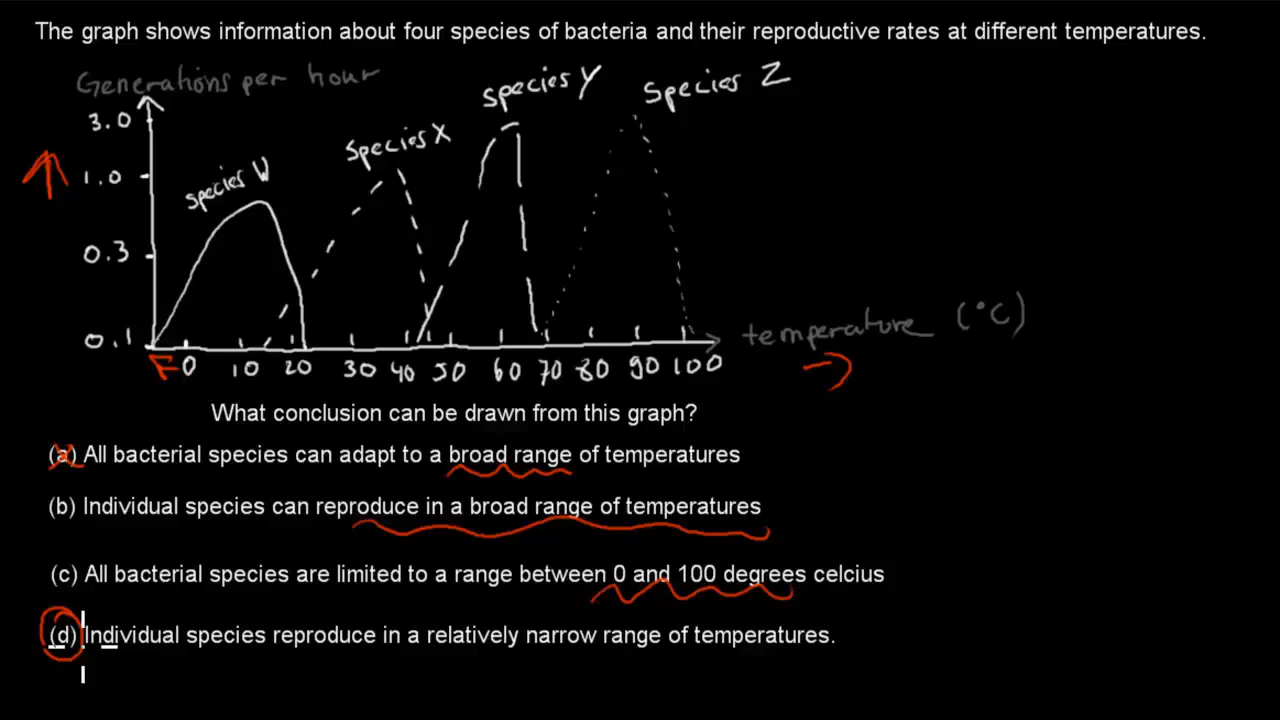 The graph shows information about four species of bacteria and their reproductive rates at different temperatures.
Generations per hour
species Y
Species Z
3.0
Species X
1.0
species W
0.3
0.1
temperature (°C)
0 10 20 30 40 50 60 70 80 90 100
What conclusion can be drawn from this graph?
(a) All bacterial species can adapt to a broad range of temperatures
(b) Individual species can reproduce in a broad range of temperatures
(c) All bacterial species are limited to a range between 0 and 100 degrees celcius
(d) Individual species reproduce in a relatively narrow range of temperatures.